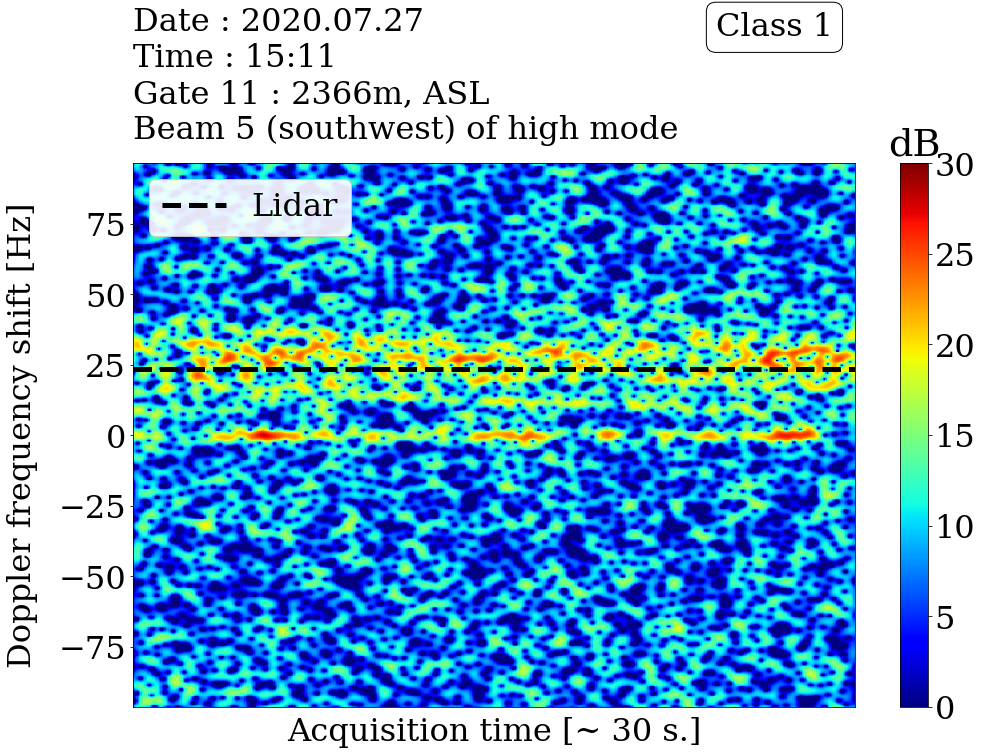 Date : 2020.07.27
Time : 15:11
Gate 11 : 2366m, ASL
Beam 5 (southwest) of high mode
Class 1
dB
Lidar
Doppler frequency shift [Hz]
75
50
25
0
−25
−50
−75
30
25
20
15
10
5
0
Acquisition time [~ 30 s.]